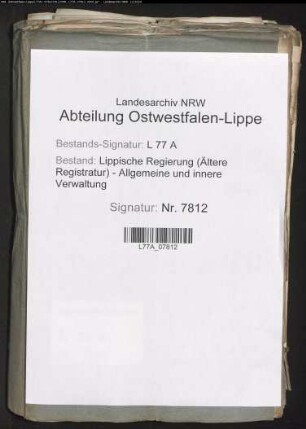 Landesarchiv NRW
Abteilung Ostwestfalen-Lippe
Bestands-Signatur: L 77 A
Bestand: Lippische Regierung (Ältere
Registratur) - Allgemeine und innere
Verwaltung
Signatur: Nr. 7812
L77A_07812